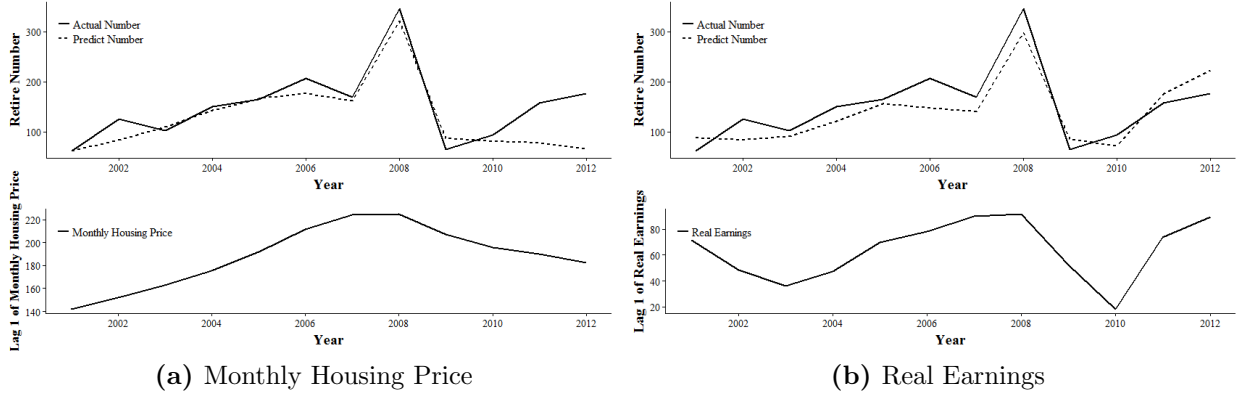 Retire Number
300
200
100
Actual Number
Predict Number
2002
2004
2006
2008
2010
2012
Year
Lag 1 of Monthly Housing Price
220
200
180
160
140
Monthly Housing Price
2002
2004
2006
2008
2010
2012
Year
(a) Monthly Housing Price
Retire Number
300
200
100
Actual Number
Predict Number
2002
2004
2006
2008
2010
2012
Year
Lag 1 of Real Earnings
80
60
40
20
Real Earnings
2002
2004
2006
2008
2010
2012
Year
(b) Real Earnings